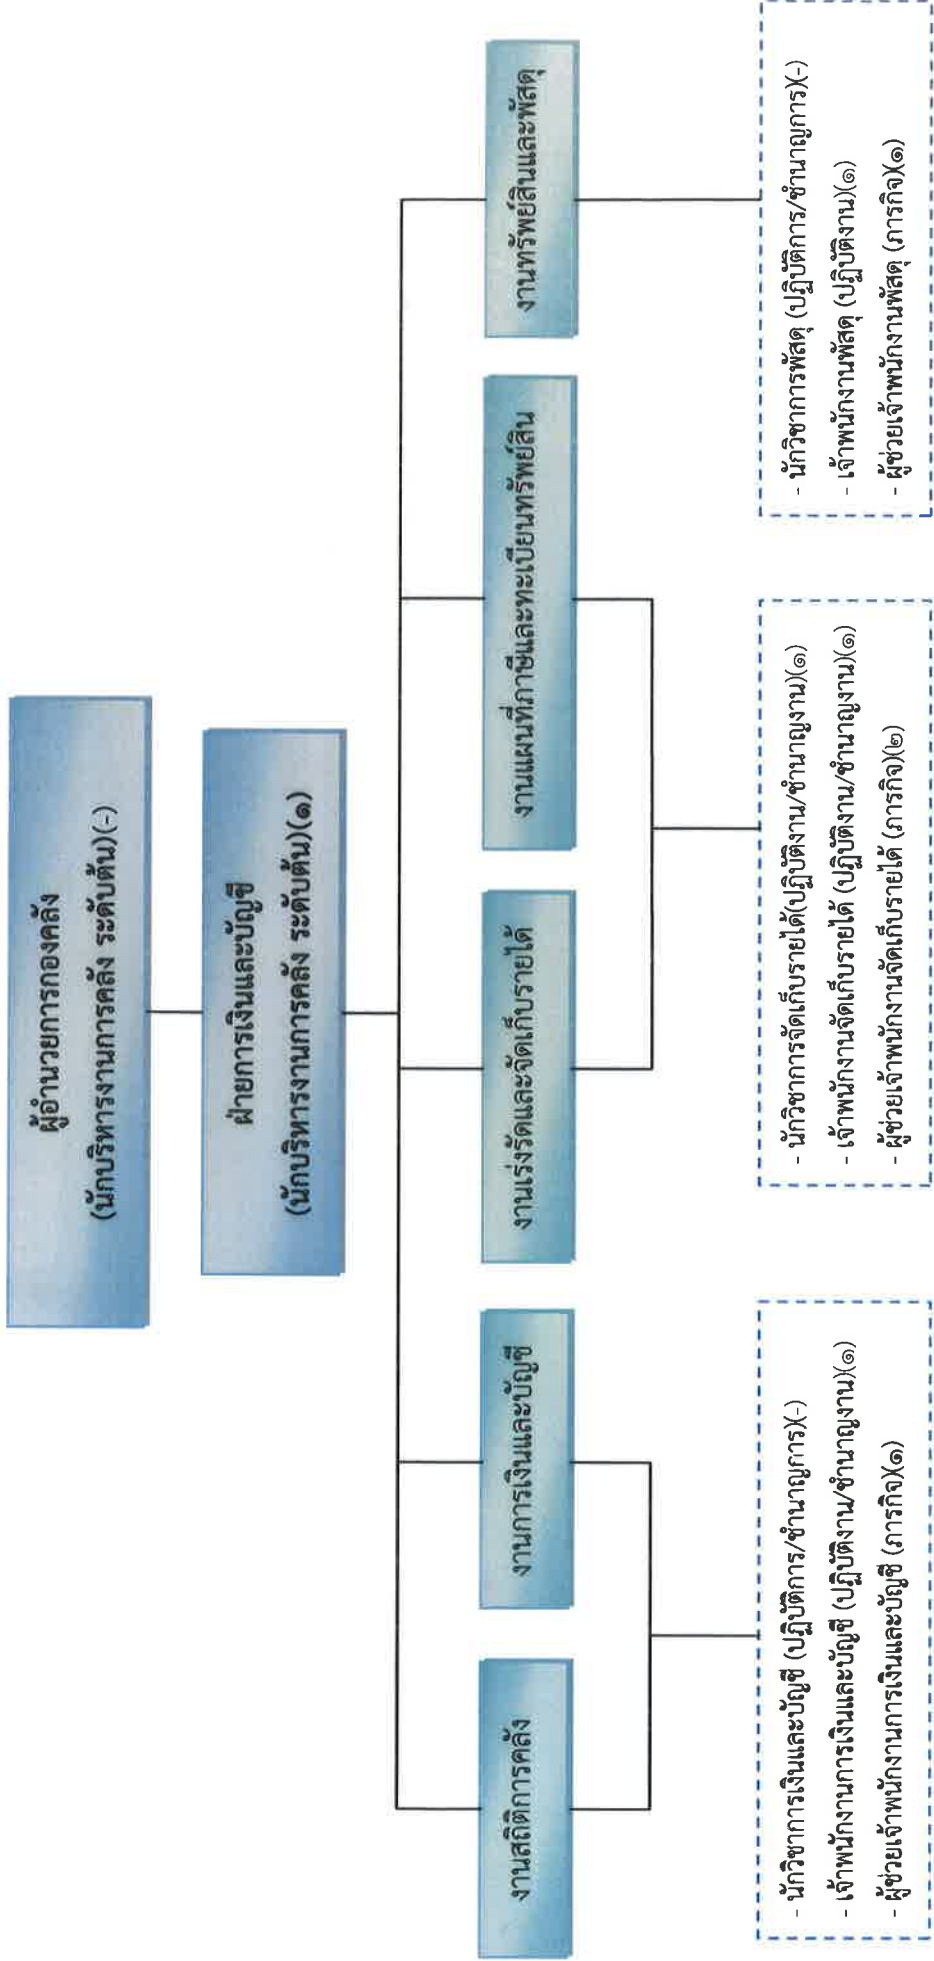 ผู้อำนวยการกองคลัง
(นักบริหารงานการคลัง ระดับต้น)(-)
ฝ่ายการเงินและบัญชี
(นักบริหารงานการคลัง ระดับต้น)(๑)
งานสถิติการคลัง
งานการเงินและบัญชี
งานเร่งรัดและจัดเก็บรายได้
งานแผนที่ภาษีและทะเบียนทรัพย์สิน
งานทรัพย์สินและพัสดุ
- นักวิชาการเงินและบัญชี (ปฏิบัติการ/ชำนาญการ)(-)
- เจ้าพนักงานการเงินและบัญชี (ปฏิบัติงาน/ชำนาญงาน)(๑)
- ผู้ช่วยเจ้าพนักงานการเงินและบัญชี (ภารกิจ)(๑)
- นักวิชาการจัดเก็บรายได้(ปฏิบัติงาน/ชำนาญงาน)(๑)
- เจ้าพนักงานจัดเก็บรายได้ (ปฏิบัติงาน/ชำนาญงาน)(๑)
- ผู้ช่วยเจ้าพนักงานจัดเก็บรายได้ (ภารกิจ)(๒)
- นักวิชาการพัสดุ (ปฏิบัติการ/ชำนาญการ)(-)
- เจ้าพนักงานพัสดุ (ปฏิบัติงาน)(๑)
- ผู้ช่วยเจ้าพนักงานพัสดุ (ภารกิจ)(๑)